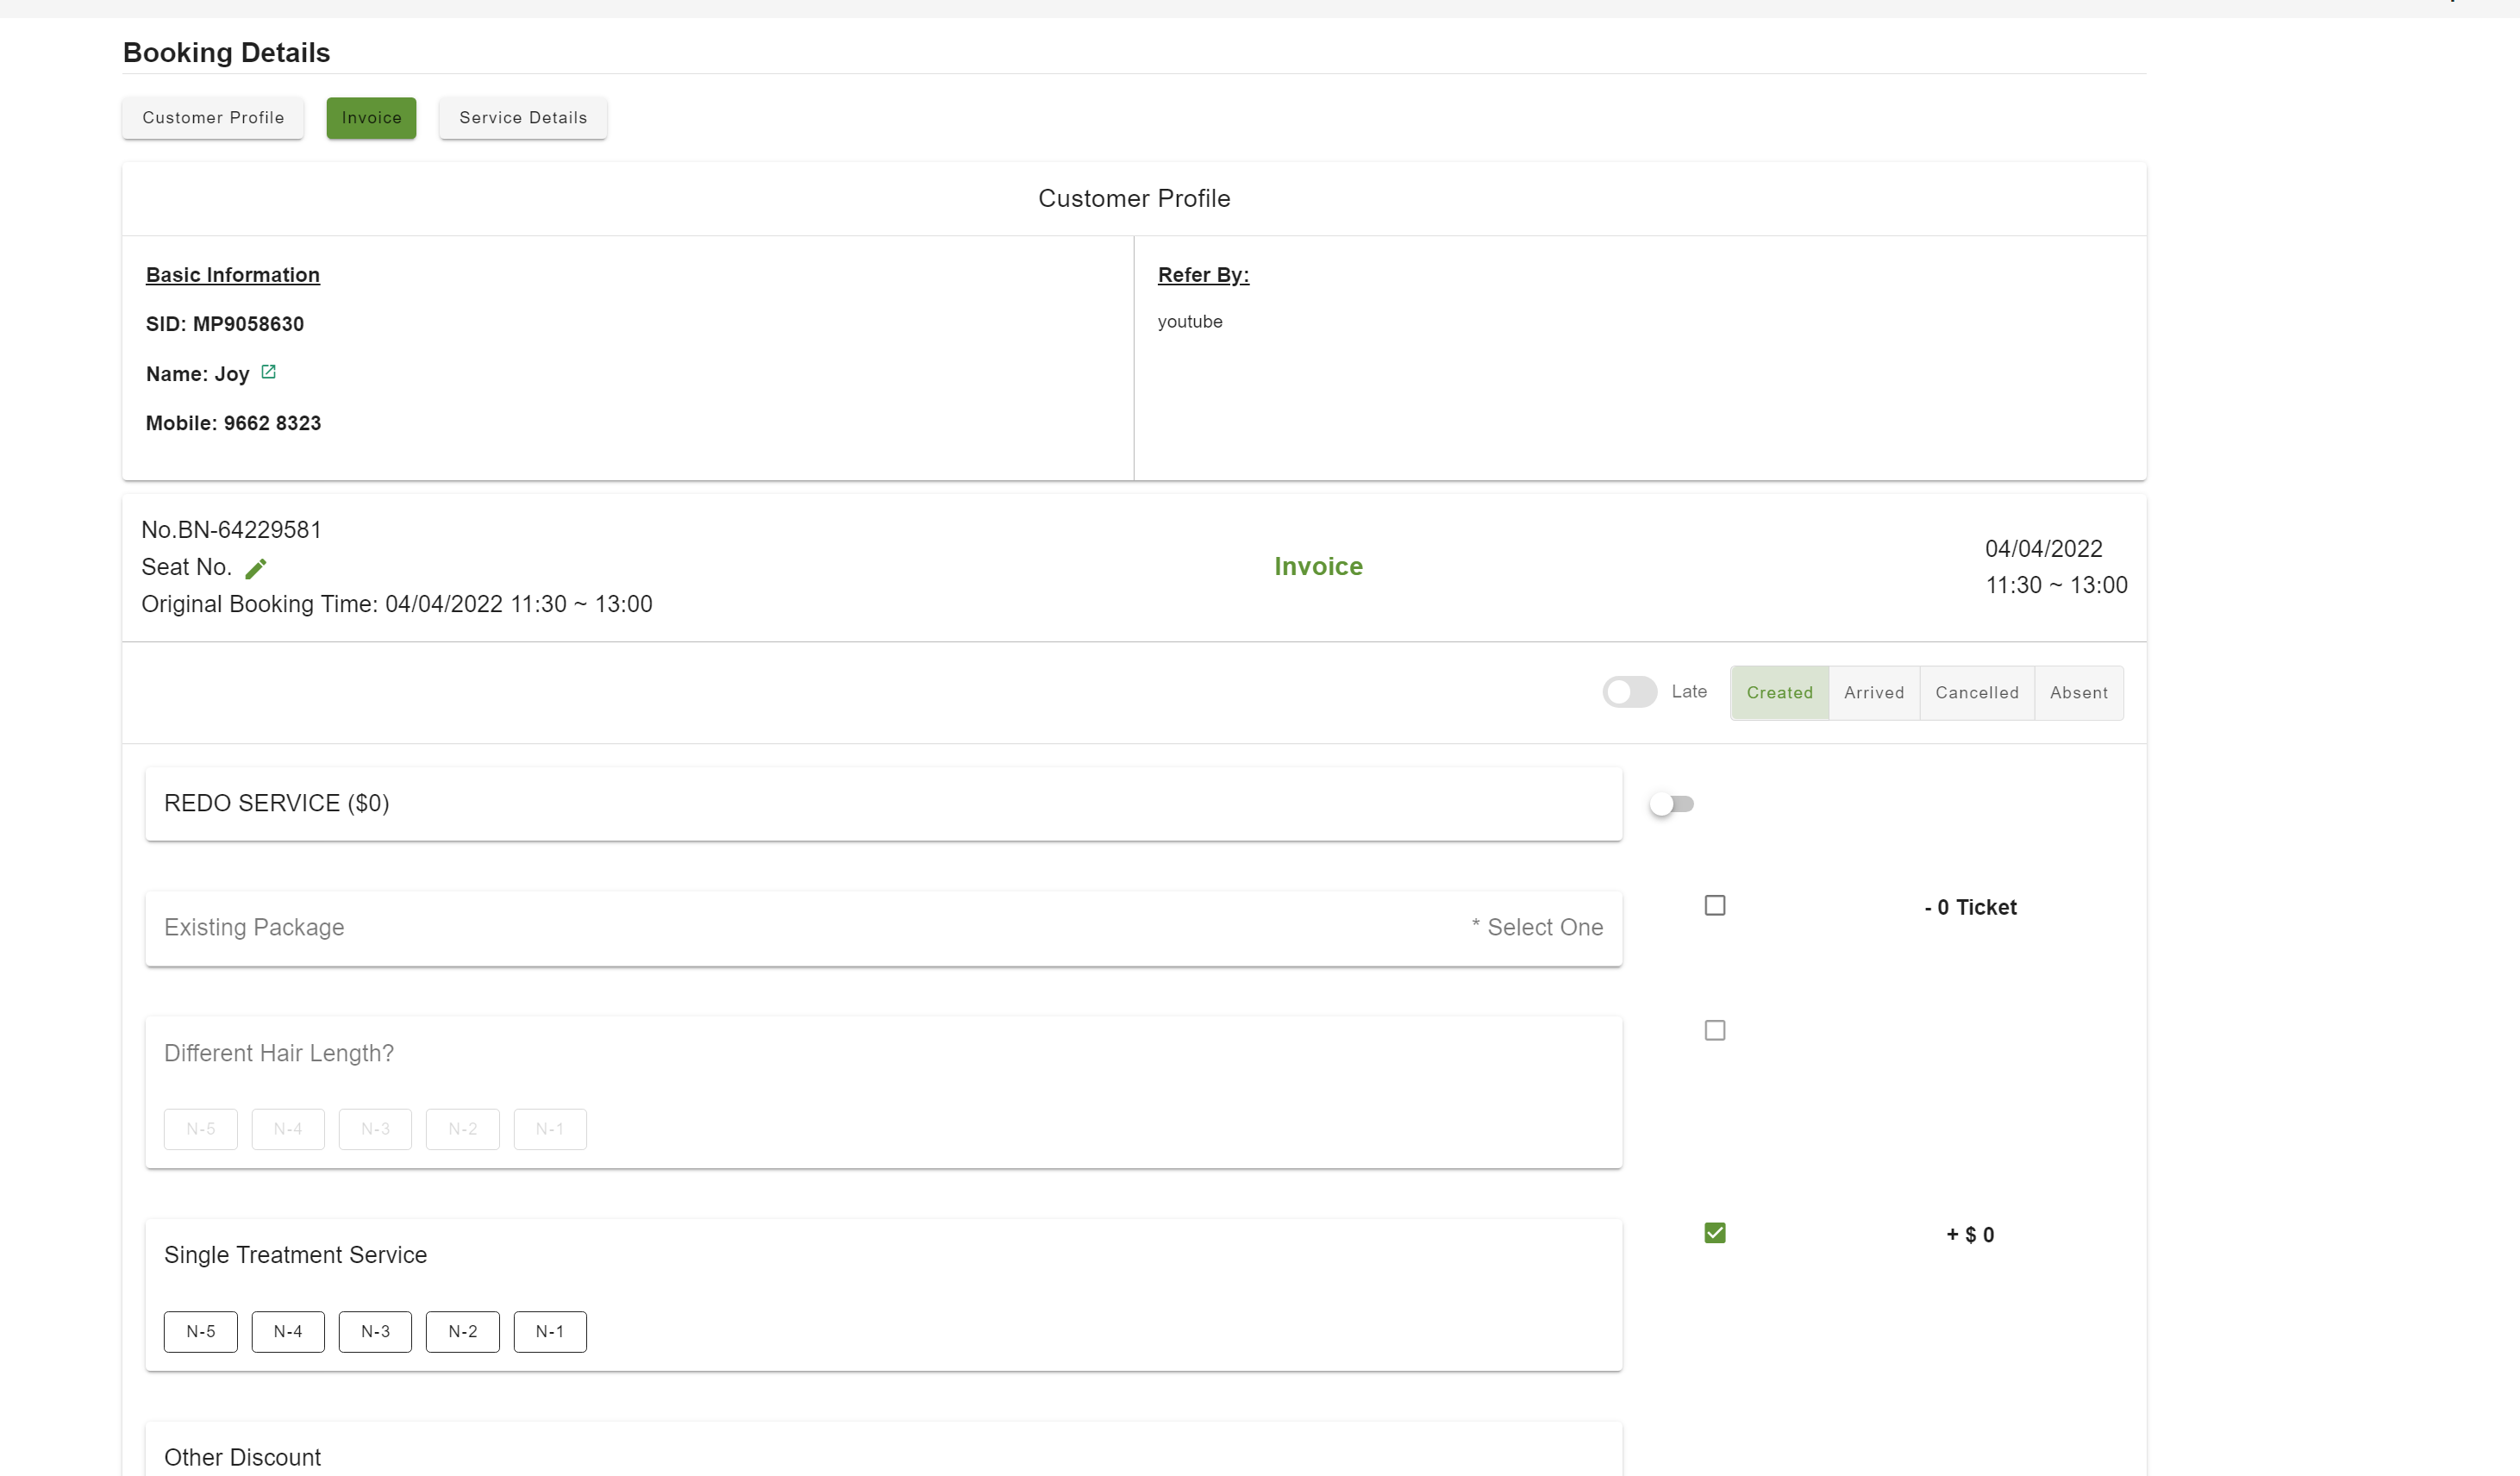 Booking Details
Customer Profile
Invoice
Service Details
Customer Profile
Basic Information
SID: MP9058630
Name: Joy
Mobile: 9662 8323
Refer By:
youtube
No.BN-64229581
Seat No.
Original Booking Time: 04/04/2022 11:30 ~ 13:00
Invoice
04/04/2022
11:30 ~ 13:00
Late
Created
Arrived
Cancelled
Absent
REDO SERVICE ($0)
Existing Package
* Select One
- 0 Ticket
Different Hair Length?
N-5
N-4
N-3
N-2
N-1
Single Treatment Service
+ $ 0
N-5
N-4
N-3
N-2
N-1
Other Discount